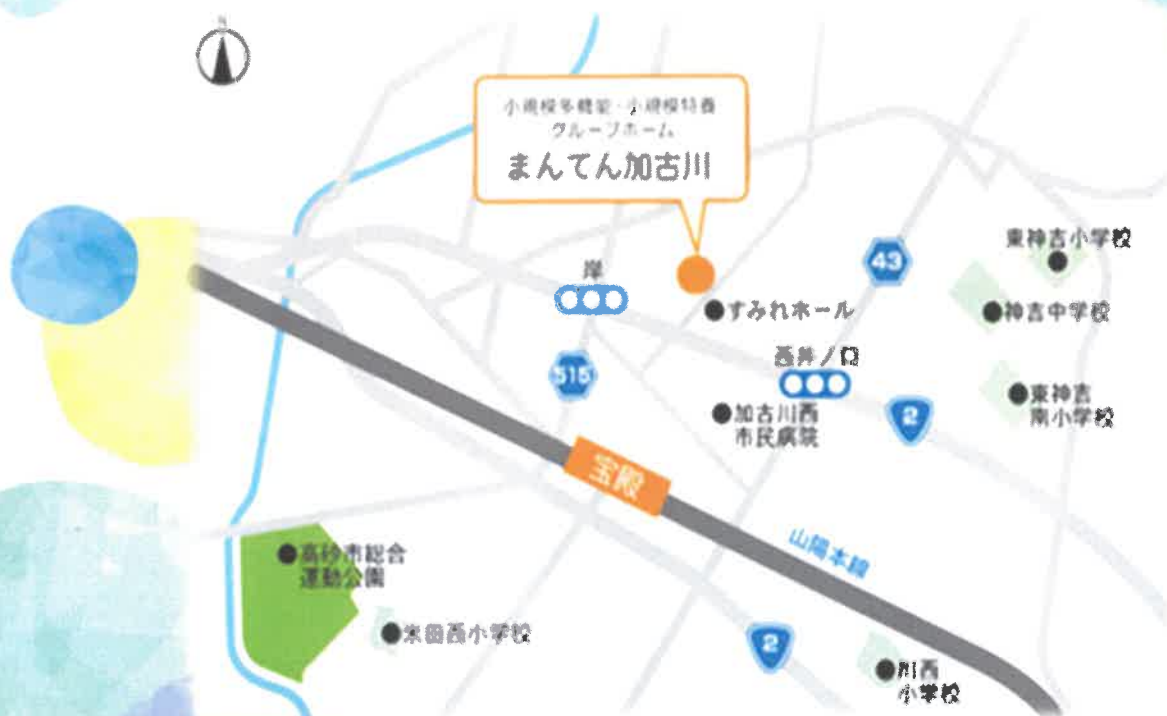 N
小規模多機能・小規模特養
グループホーム
まんてん加古川
東神吉小学校
43
岸
すみれホール
神吉中学校
西井ノ口
515
東神吉
南小学校
2
加古川西
市民病院
宝殿
山陽本線
高砂市総合
運動公園
米田西小学校
2
川西
小学校